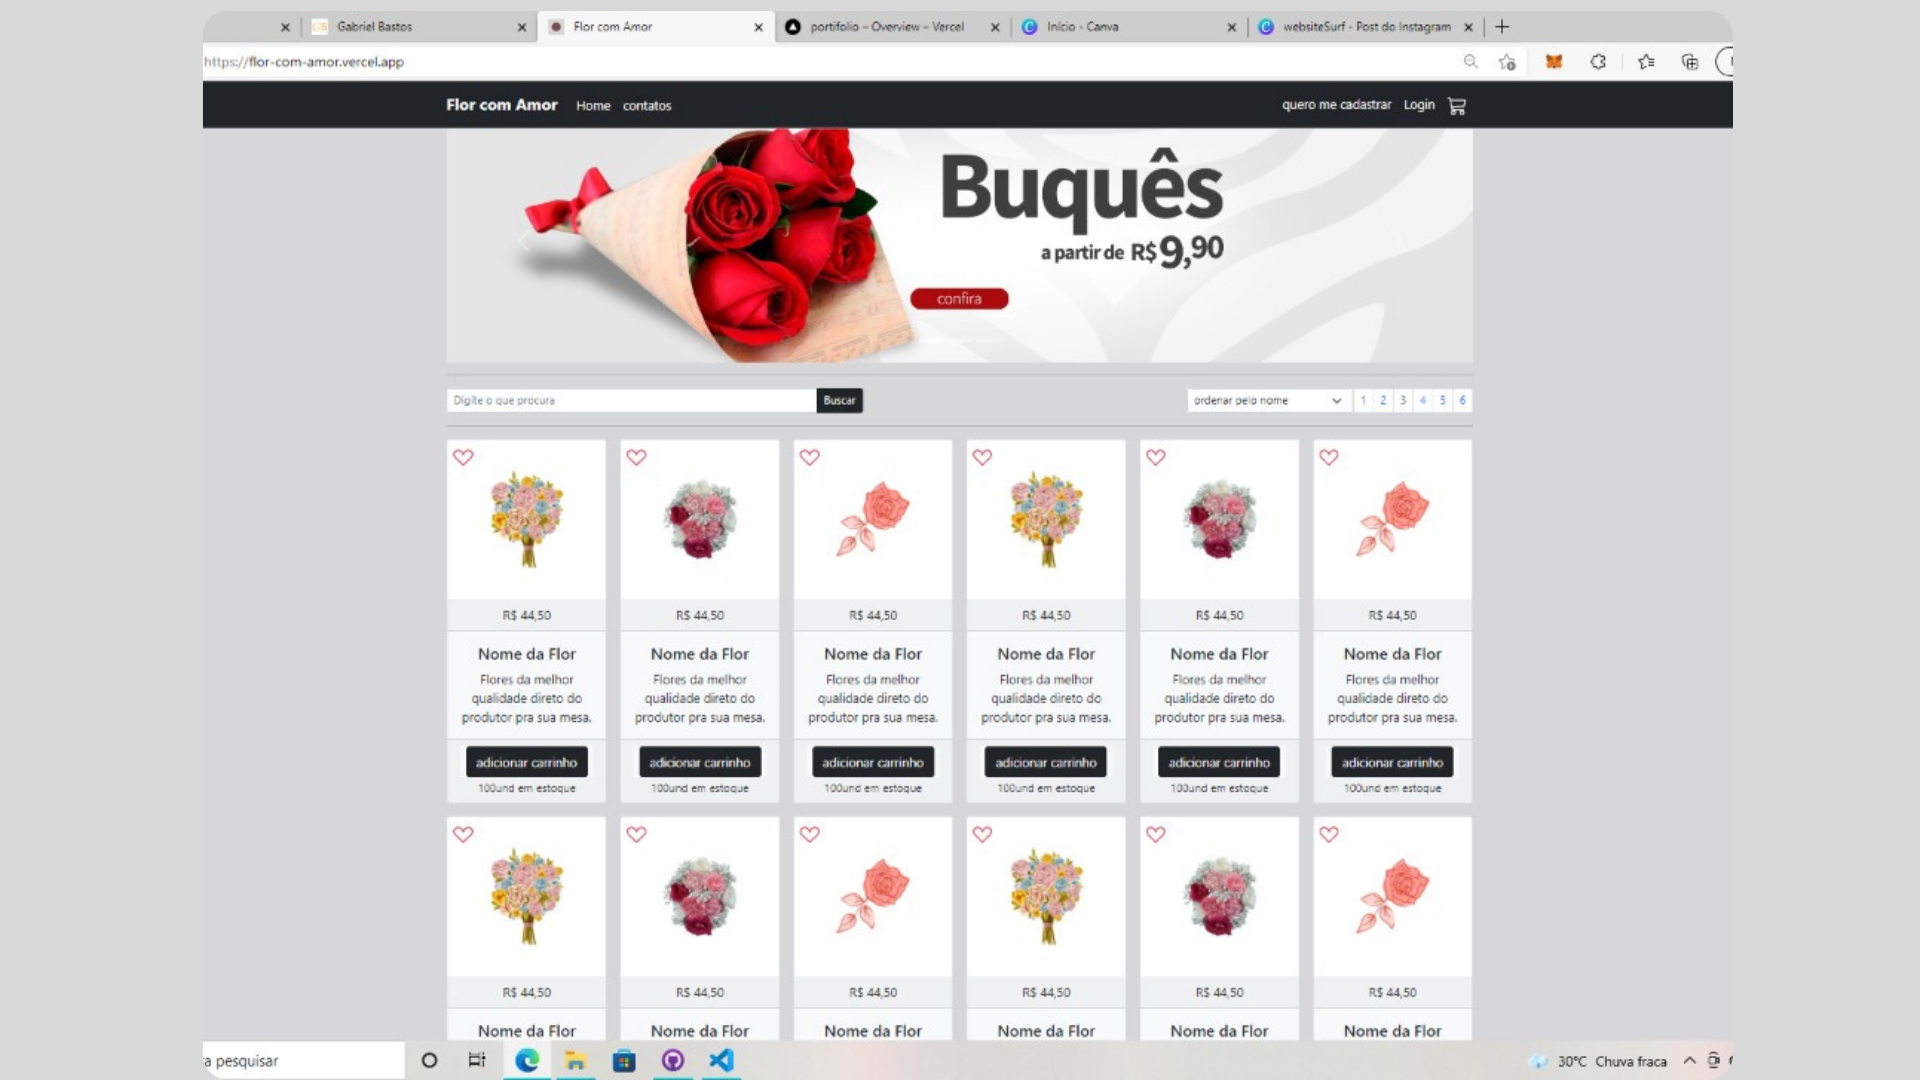 Gabriel Bastos
Flor com Amor
portifolio – Overview – Vercel
Início - Canva
websiteSurf - Post do Instagram
https://flor-com-amor.vercel.app
Flor com Amor Home contatos quero me cadastrar Login
Buquês
a partir de R$ 9,90
confira
Digite o que procura Buscar ordenar pelo nome 1 2 3 4 5 6
R$ 44,50 R$ 44,50 R$ 44,50 R$ 44,50 R$ 44,50 R$ 44,50
Nome da Flor Nome da Flor Nome da Flor Nome da Flor Nome da Flor Nome da Flor
Flores da melhor Flores da melhor Flores da melhor Flores da melhor Flores da melhor Flores da melhor
qualidade direto do qualidade direto do qualidade direto do qualidade direto do qualidade direto do qualidade direto do
produtor pra sua mesa. produtor pra sua mesa. produtor pra sua mesa. produtor pra sua mesa. produtor pra sua mesa. produtor pra sua mesa.
adicionar carrinho adicionar carrinho adicionar carrinho adicionar carrinho adicionar carrinho adicionar carrinho
100und em estoque 100und em estoque 100und em estoque 100und em estoque 100und em estoque 100und em estoque
R$ 44,50 R$ 44,50 R$ 44,50 R$ 44,50 R$ 44,50 R$ 44,50
Nome da Flor Nome da Flor Nome da Flor Nome da Flor Nome da Flor Nome da Flor
a pesquisar 30°C Chuva fraca